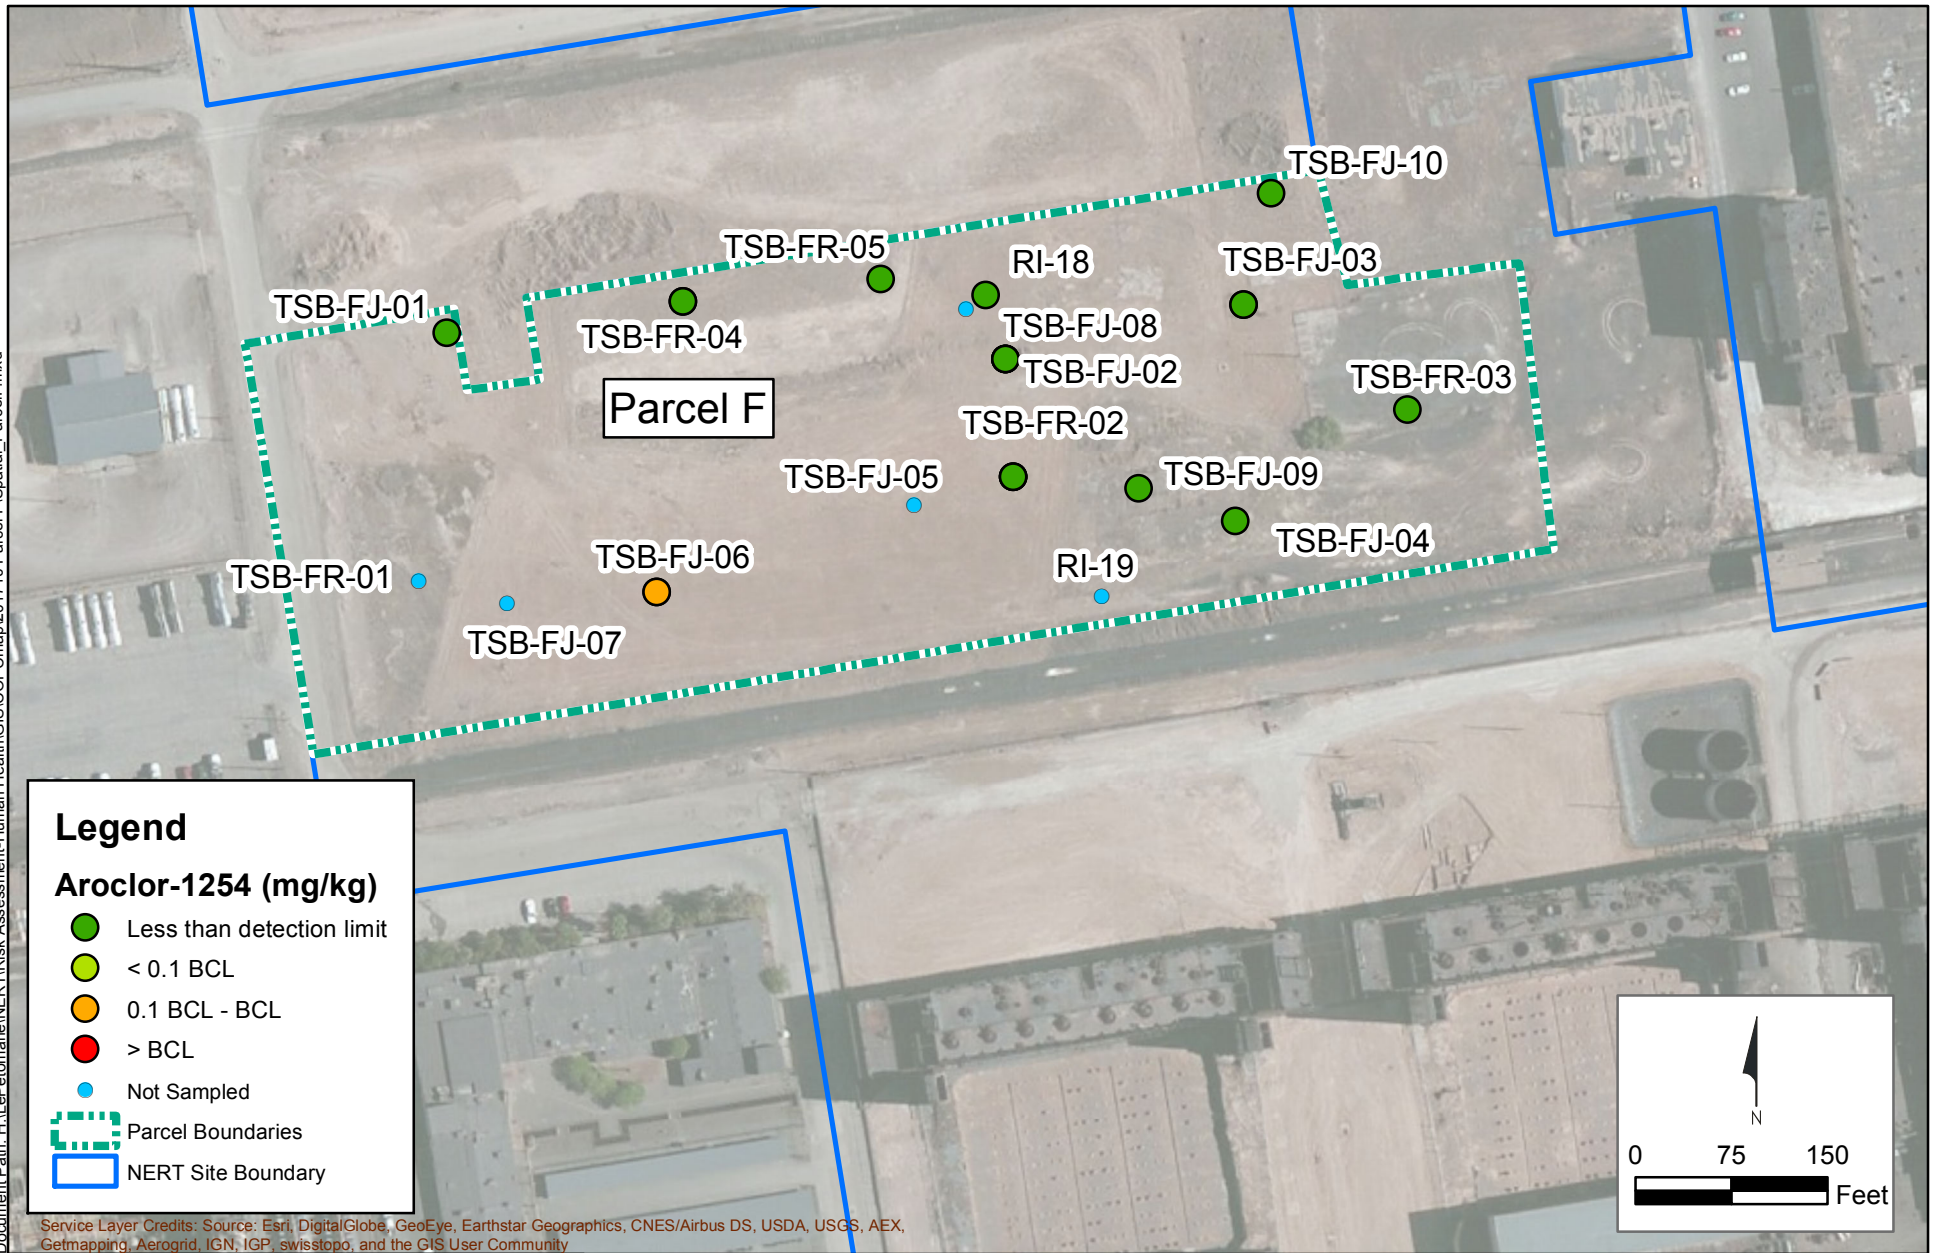 TSB-FJ-10
TSB-FR-05
RI-18
TSB-FJ-03
TSB-FJ-01
TSB-FR-04
TSB-FJ-08
TSB-FJ-02
TSB-FR-03
Parcel F
TSB-FR-02
TSB-FJ-05
TSB-FJ-09
TSB-FJ-04
TSB-FJ-06
RI-19
TSB-FR-01
TSB-FJ-07
Legend
Aroclor-1254 (mg/kg)
Less than detection limit
< 0.1 BCL
0.1 BCL - BCL
> BCL
Not Sampled
Parcel Boundaries
NERT Site Boundary
N
0 75 150
Feet
Service Layer Credits: Source: Esri, DigitalGlobe, GeoEye, Earthstar Geographics, CNES/Airbus DS, USDA, USGS, AEX,
Getmapping, Aerogrid, IGN, IGP, swisstopo, and the GIS User Community